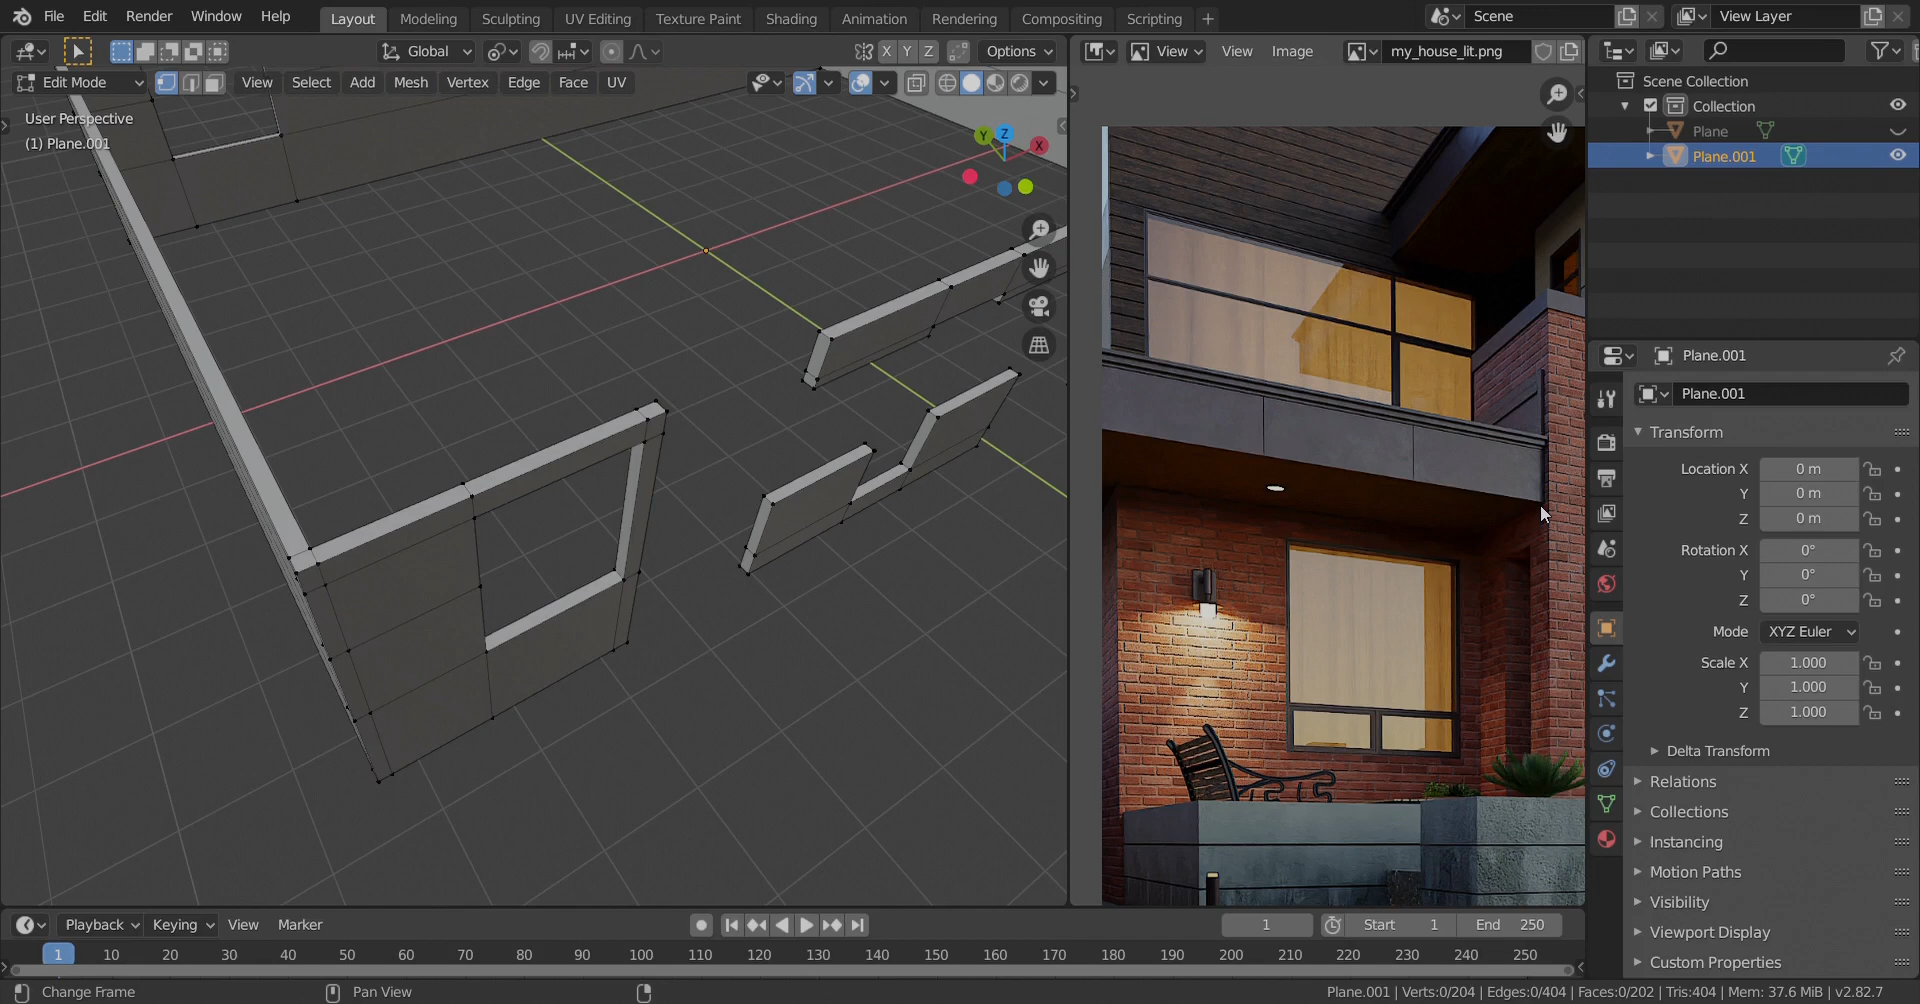 File Edit Render Window Help Layout Modeling Sculpting UV Editing Texture Paint Shading Animation Rendering Compositing Scripting + Scene View Layer
Global X Y Z Options View View Image my_house_lit.png
Edit Mode View Select Add Mesh Vertex Edge Face UV
User Perspective
(1) Plane.001
Z
Y
X
Scene Collection
Collection
Plane
Plane.001
Plane.001
Plane.001
Transform
Location X 0 m
Y 0 m
Z 0 m
Rotation X 0°
Y 0°
Z 0°
Mode XYZ Euler
Scale X 1.000
Y 1.000
Z 1.000
Delta Transform
Relations
Collections
Instancing
Motion Paths
Visibility
Viewport Display
Custom Properties
Playback Keying View Marker 1 Start 1 End 250
1 10 20 30 40 50 60 70 80 90 100 110 120 130 140 150 160 170 180 190 200 210 220 230 240 250
Change Frame Pan View Plane.001 | Verts:0/204 | Edges:0/404 | Faces:0/202 | Tris:404 | Mem: 37.6 MiB | v2.82.7